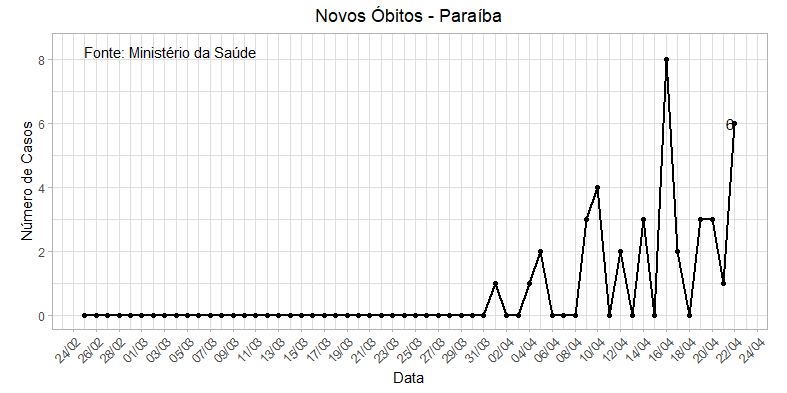 Novos Óbitos - Paraíba
Fonte: Ministério da Saúde
Número de Casos
8
6
4
2
0
6
24/02 26/02 28/02 01/03 03/03 05/03 07/03 09/03 11/03 13/03 15/03 17/03 19/03 21/03 23/03 25/03 27/03 29/03 31/03 02/04 04/04 06/04 08/04 10/04 12/04 14/04 16/04 18/04 20/04 22/04 24/04
Data